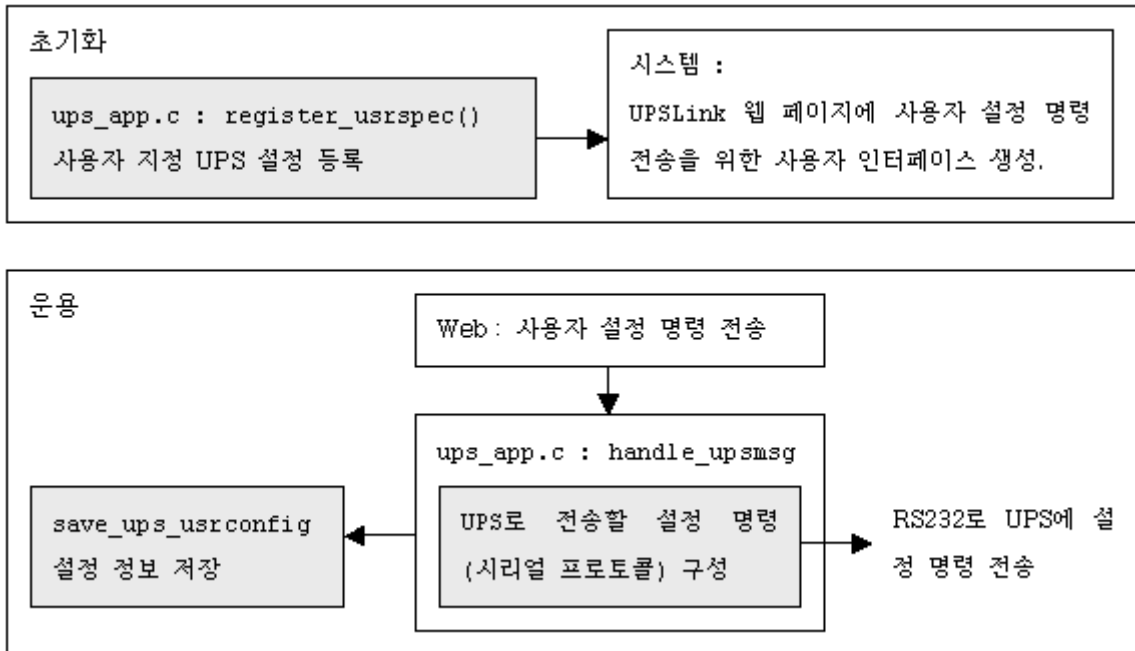 초기화
ups_app.c : register_usrspec()
사용자 지정 UPS 설정 등록
시스템 :
UPSLink 웹 페이지에 사용자 설정 명령
전송을 위한 사용자 인터페이스 생성.
운용
Web : 사용자 설정 명령 전송
ups_app.c : handle_upsmsg
UPS로 전송할 설정 명령
(시리얼 프로토콜) 구성
save_ups_usrconfig
설정 정보 저장
RS232로 UPS에 설
정 명령 전송